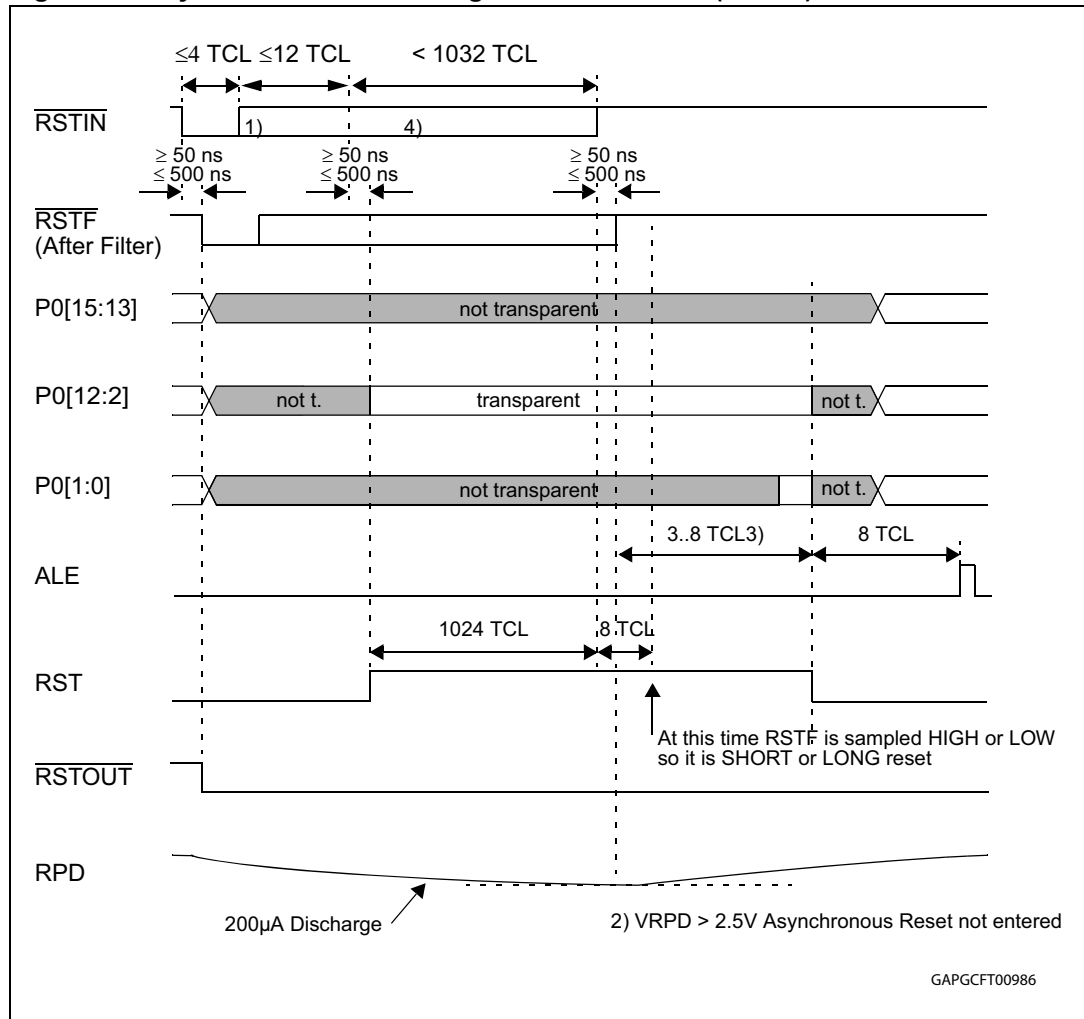 ≤4 TCL ≤12 TCL < 1032 TCL
RSTIN
1) 4)
≥ 50 ns ≥ 50 ns ≥ 50 ns
≤ 500 ns ≤ 500 ns ≤ 500 ns
RSTF
(After Filter)
P0[15:13] not transparent
P0[12:2] not t. transparent not t.
P0[1:0] not transparent not t.
3..8 TCL3) 8 TCL
ALE
1024 TCL 8 TCL
RST
At this time RSTF is sampled HIGH or LOW
so it is SHORT or LONG reset
RSTOUT
RPD
200µA Discharge 2) VRPD > 2.5V Asynchronous Reset not entered
GAPGCFT00986